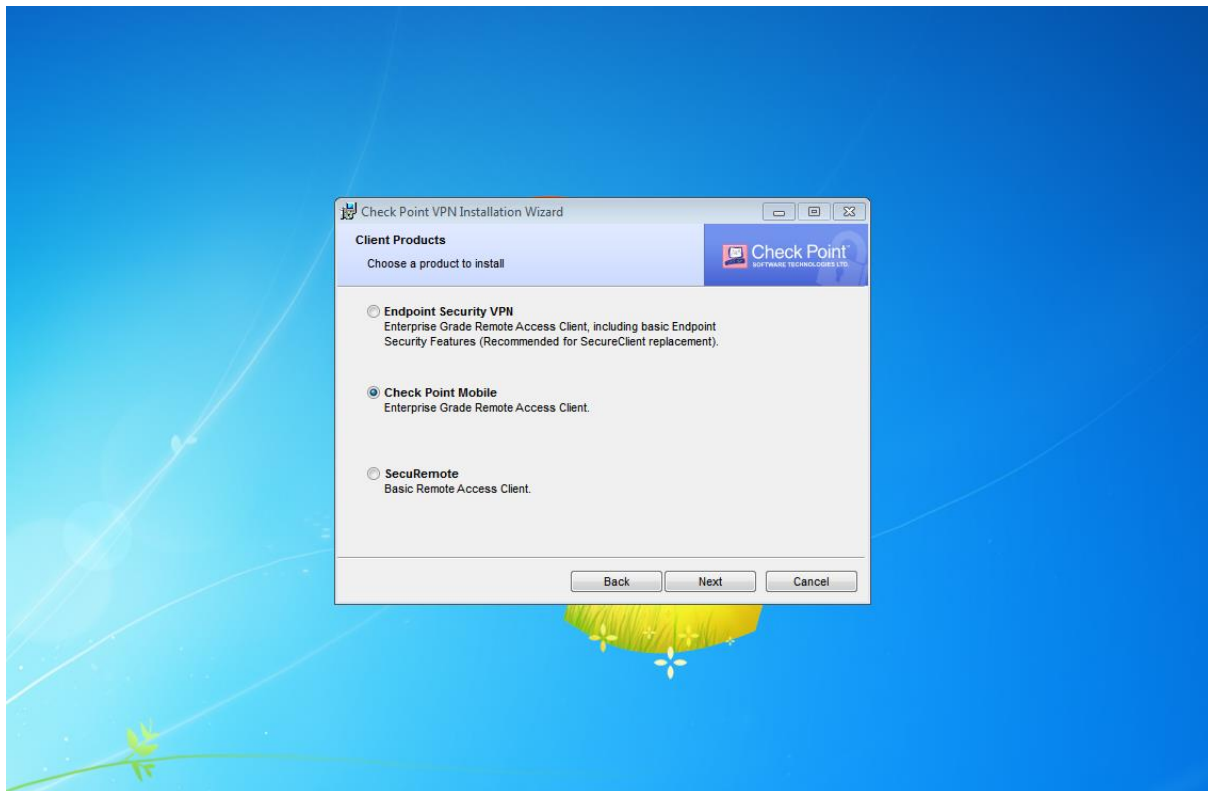 Check Point VPN Installation Wizard
Client Products
Choose a product to install
Check Point™
SOFTWARE TECHNOLOGIES LTD.
Endpoint Security VPN
Enterprise Grade Remote Access Client, including basic Endpoint
Security Features (Recommended for SecureClient replacement).
Check Point Mobile
Enterprise Grade Remote Access Client.
SecuRemote
Basic Remote Access Client.
Back Next Cancel